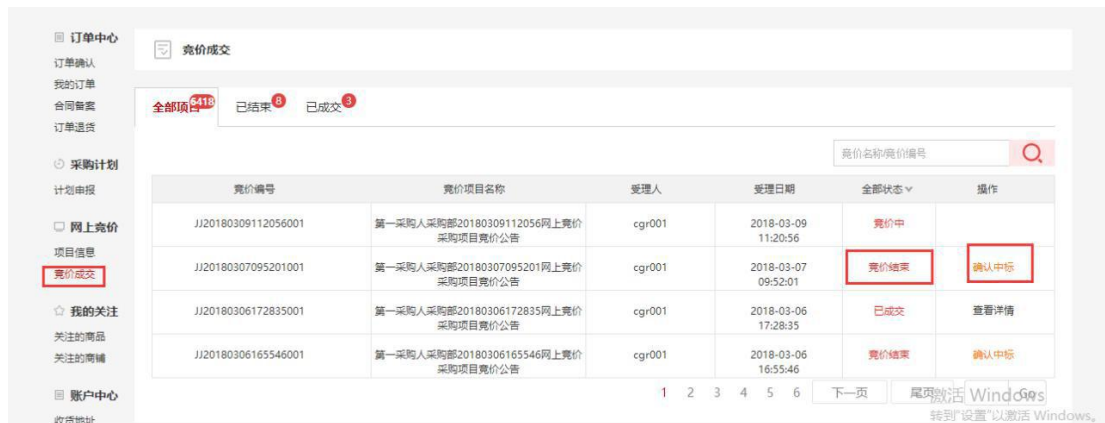 订单中心
订单确认
我的订单
合同备案
订单退货
采购计划
计划申报
网上竞价
项目信息
竞价成交
我的关注
关注的商品
关注的商铺
账户中心
收货地址
竞价成交
全部项目 6418 已结束 8 已成交 3
竞价名称/竞价编号
竞价编号 竞价项目名称 受理人 受理日期 全部状态 操作
JJ20180309112056001 第一采购人采购部20180309112056网上竞价 cgr001 2018-03-09 竞价中
采购项目竞价公告 11:20:56
JJ20180307095201001 第一采购人采购部20180307095201网上竞价 cgr001 2018-03-07 竞价结束 确认中标
采购项目竞价公告 09:52:01
JJ20180306172835001 第一采购人采购部20180306172835网上竞价 cgr001 2018-03-06 已成交 查看详情
采购项目竞价公告 17:28:35
JJ20180306165546001 第一采购人采购部20180306165546网上竞价 cgr001 2018-03-06 竞价结束 确认中标
采购项目竞价公告 16:55:46
1 2 3 4 5 6 下一页 尾页 Go
激活 Windows
转到"设置"以激活 Windows。